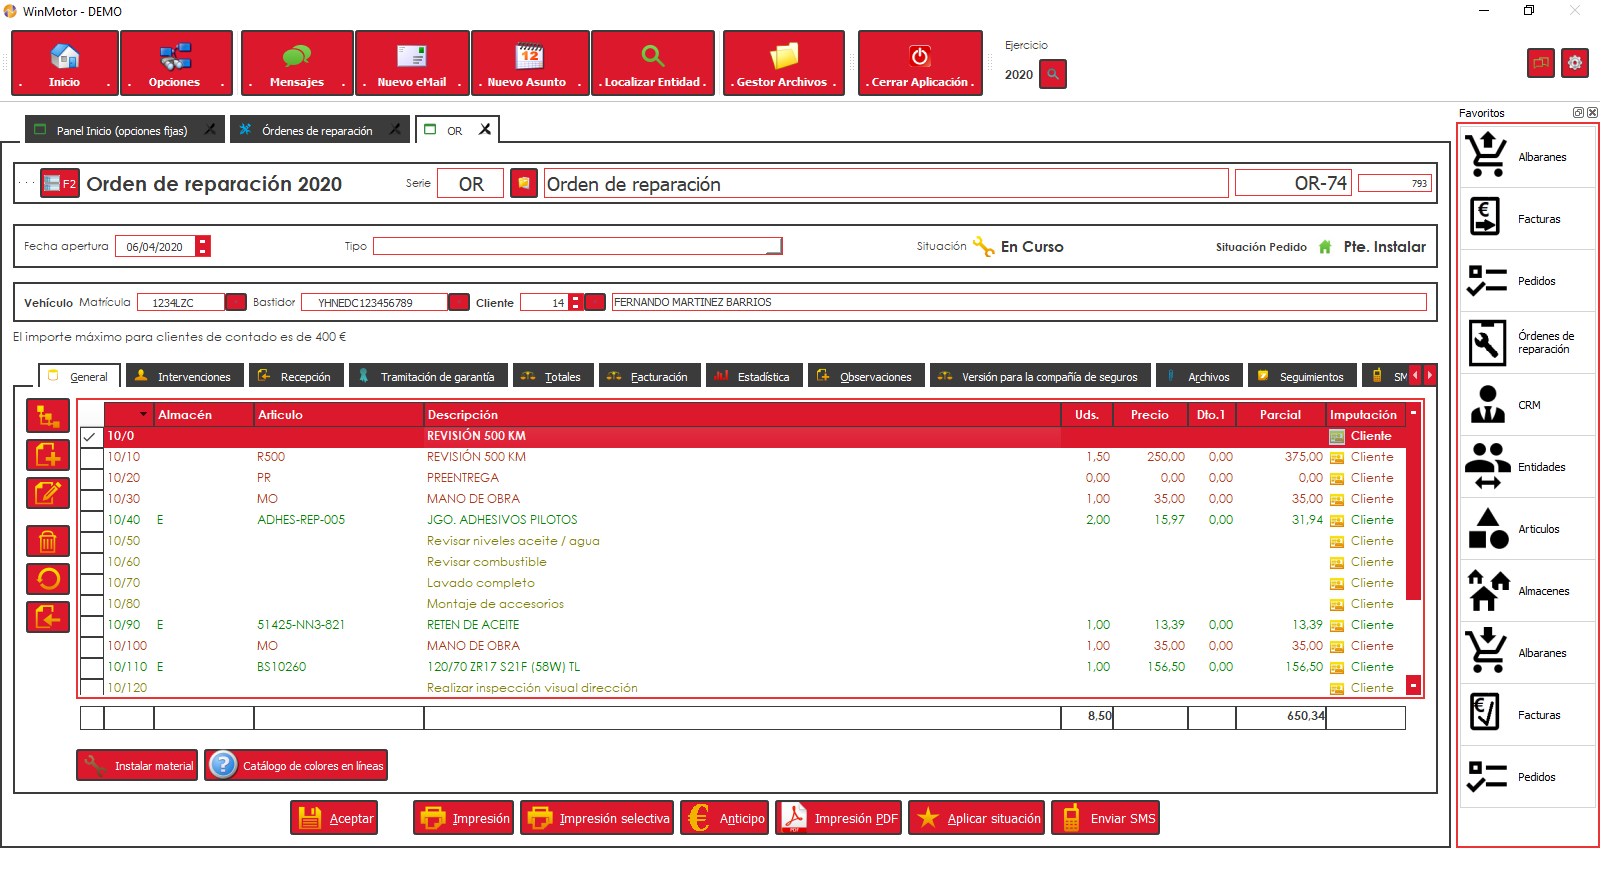 WinMotor - DEMO
. Inicio .
. Opciones .
. Mensajes .
. Nuevo eMail .
. Nuevo Asunto .
. Localizar Entidad .
. Gestor Archivos .
. Cerrar Aplicación .
12
Ejercicio
2020
Favoritos
Panel Inicio (opciones fijas)
Órdenes de reparación
OR
F2 Orden de reparación 2020 Serie OR Orden de reparación OR-74 793
Fecha apertura 06/04/2020 Tipo Situación En Curso Situación Pedido Pte. Instalar
Vehículo Matrícula 1234LZC Bastidor YHNEDC123456789 Cliente 14 FERNANDO MARTINEZ BARRIOS
El importe máximo para clientes de contado es de 400 €
General Intervenciones Recepción Tramitación de garantía Totales Facturación Estadística Observaciones Versión para la compañía de seguros Archivos Seguimientos SM
Almacén Articulo Descripción Uds. Precio Dto.1 Parcial Imputación
10/0 REVISIÓN 500 KM Cliente
10/10 R500 REVISIÓN 500 KM 1,50 250,00 0,00 375,00 Cliente
10/20 PR PREENTREGA 0,00 0,00 0,00 0,00 Cliente
10/30 MO MANO DE OBRA 1,00 35,00 0,00 35,00 Cliente
10/40 E ADHES-REP-005 JGO. ADHESIVOS PILOTOS 2,00 15,97 0,00 31,94 Cliente
10/50 Revisar niveles aceite / agua Cliente
10/60 Revisar combustible Cliente
10/70 Lavado completo Cliente
10/80 Montaje de accesorios Cliente
10/90 E 51425-NN3-821 RETEN DE ACEITE 1,00 13,39 0,00 13,39 Cliente
10/100 MO MANO DE OBRA 1,00 35,00 0,00 35,00 Cliente
10/110 E BS10260 120/70 ZR17 S21F (58W) TL 1,00 156,50 0,00 156,50 Cliente
10/120 Realizar inspección visual dirección Cliente
8,50 650,34
Instalar material
Catálogo de colores en líneas
Aceptar
Impresión
Impresión selectiva
€ Anticipo
PDF Impresión PDF
Aplicar situación
Enviar SMS
Albaranes
€
Facturas
Pedidos
Órdenes de
reparación
CRM
Entidades
Articulos
Almacenes
Albaranes
€
Facturas
Pedidos